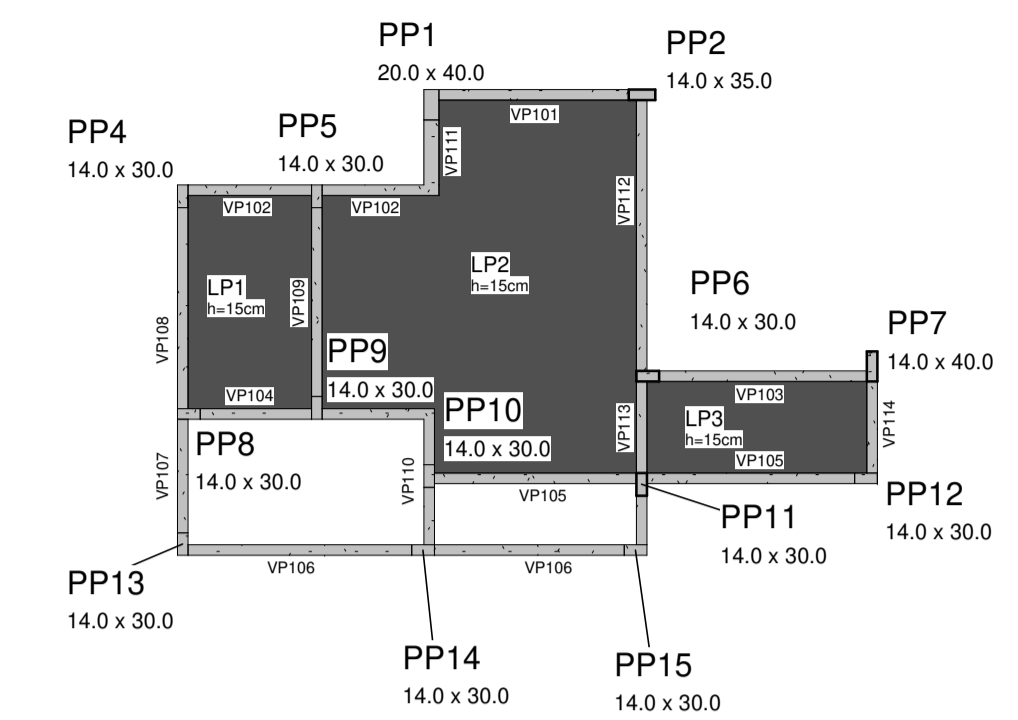 PP1
20.0 x 40.0
PP2
14.0 x 35.0
PP4
14.0 x 30.0
PP5
14.0 x 30.0
VP101
VP111
VP112
VP102
VP102
LP1
h=15cm
VP109
LP2
h=15cm
VP108
PP6
14.0 x 30.0
PP7
14.0 x 40.0
PP9
14.0 x 30.0
VP104
VP103
PP10
14.0 x 30.0
VP113
LP3
h=15cm
VP114
VP105
PP8
14.0 x 30.0
VP107
VP110
VP105
PP11
14.0 x 30.0
PP12
14.0 x 30.0
VP106
VP106
PP13
14.0 x 30.0
PP14
14.0 x 30.0
PP15
14.0 x 30.0